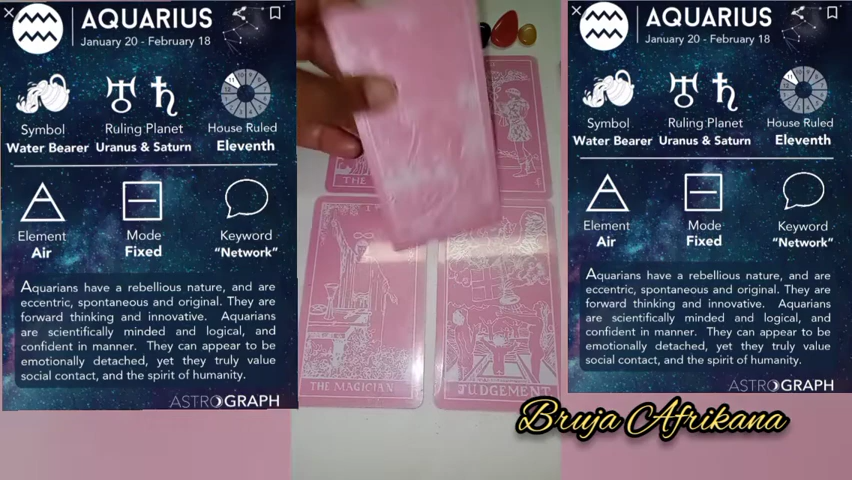 AQUARIUS
January 20 - February 18
Symbol
Water Bearer
Ruling Planet
Uranus & Saturn
House Ruled
Eleventh
Element
Air
Mode
Fixed
Keyword
“Network”
Aquarians have a rebellious nature, and are
eccentric, spontaneous and original. They are
forward thinking and innovative. Aquarians
are scientifically minded and logical, and
confident in manner. They can appear to be
emotionally detached, yet they truly value
social contact, and the spirit of humanity.
ASTROGRAPH
THE
F
THE MAGICIAN
JUDGEMENT
AQUARIUS
January 20 - February 18
Symbol
Water Bearer
Ruling Planet
Uranus & Saturn
House Ruled
Eleventh
Element
Air
Mode
Fixed
Keyword
“Network”
Aquarians have a rebellious nature, and are
eccentric, spontaneous and original. They are
forward thinking and innovative. Aquarians
are scientifically minded and logical, and
confident in manner. They can appear to be
emotionally detached, yet they truly value
social contact, and the spirit of humanity.
ASTROGRAPH
Bruja Afrikana